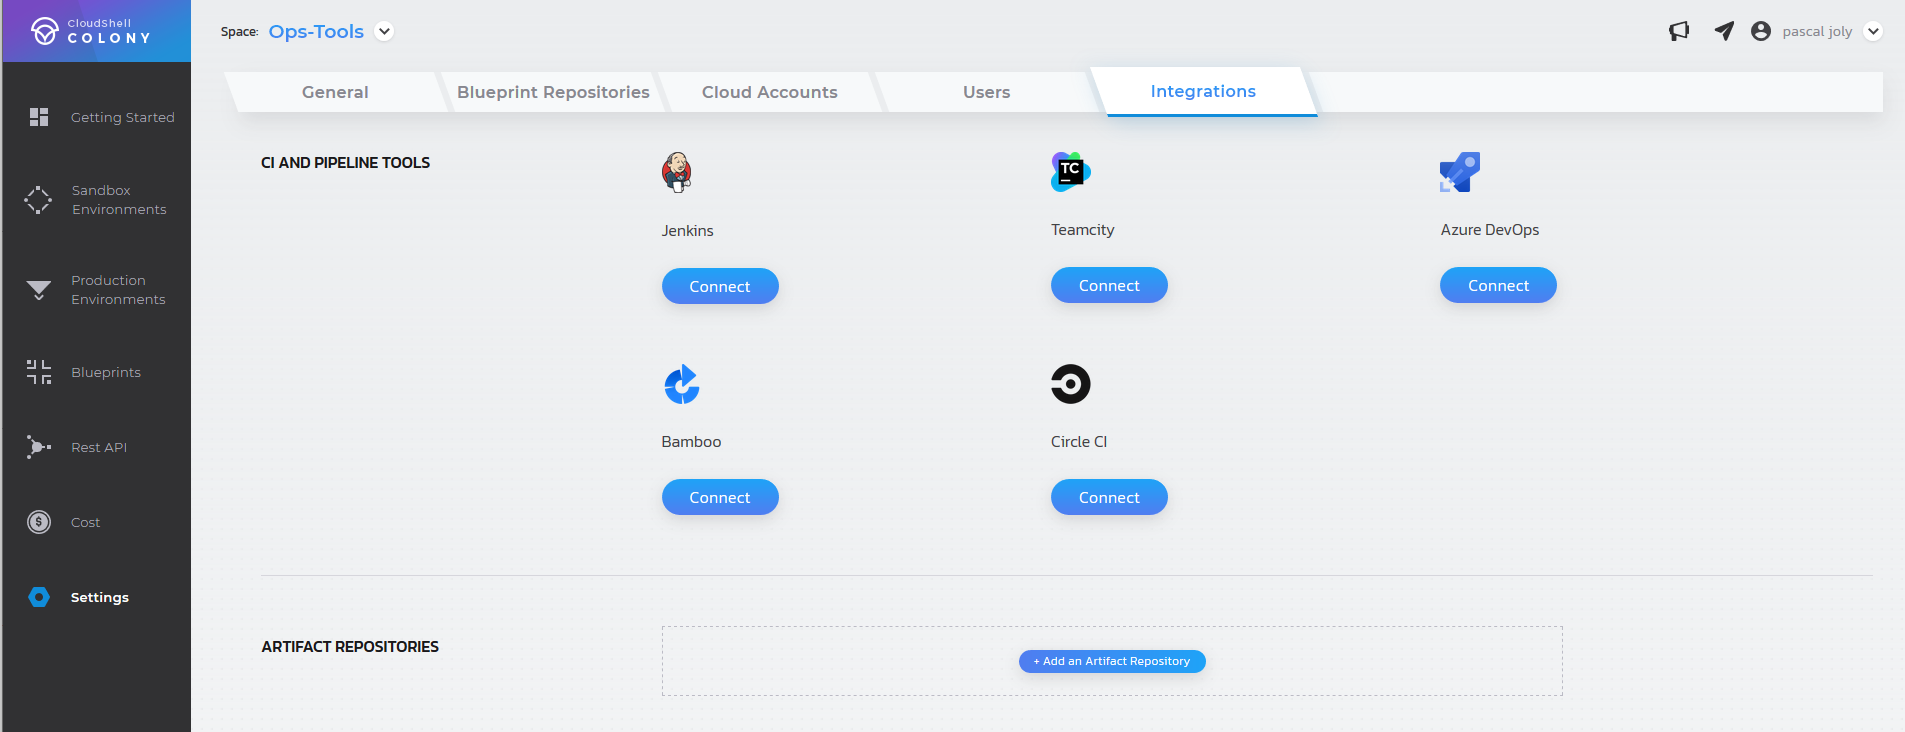 CloudShell
COLONY
Space: Ops-Tools
pascal joly
General
Blueprint Repositories
Cloud Accounts
Users
Integrations
Getting Started
Sandbox
Environments
Production
Environments
Blueprints
Rest API
$
Cost
Settings
CI AND PIPELINE TOOLS
TC
Jenkins
Teamcity
Azure DevOps
Connect
Connect
Connect
Bamboo
Circle CI
Connect
Connect
ARTIFACT REPOSITORIES
+ Add an Artifact Repository